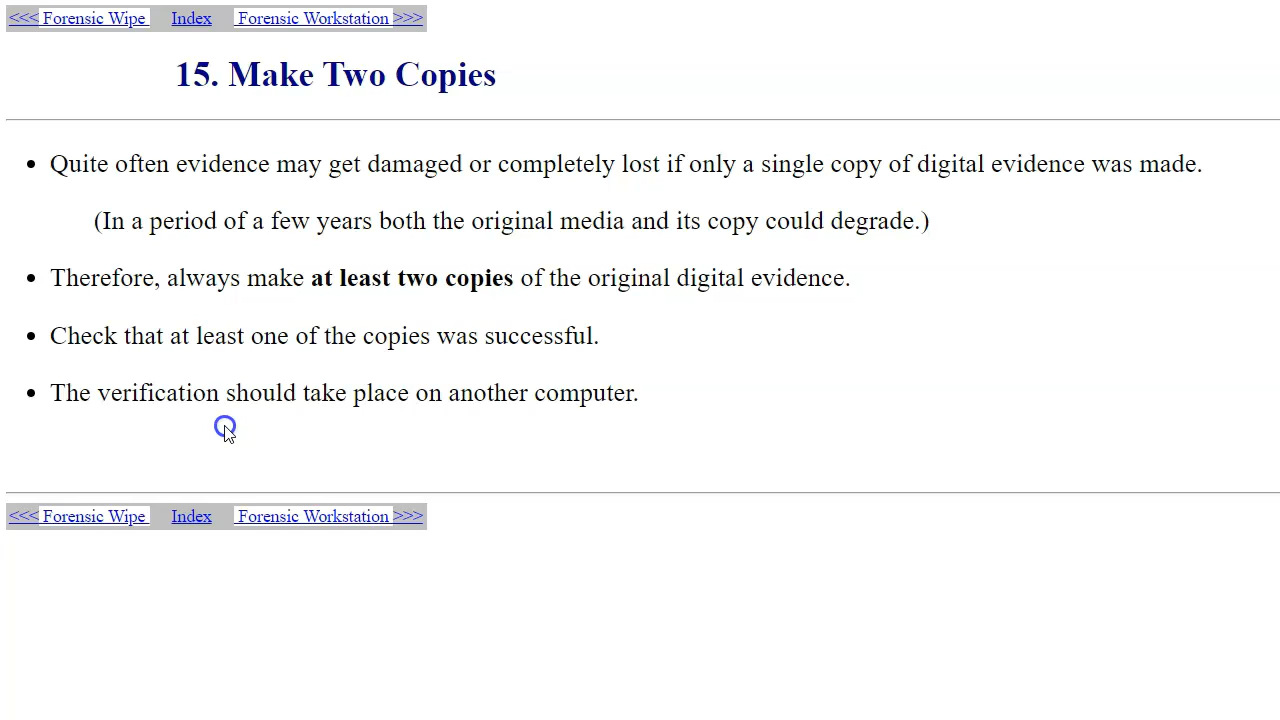 <<< Forensic Wipe Index Forensic Workstation >>>
15. Make Two Copies
• Quite often evidence may get damaged or completely lost if only a single copy of digital evidence was made.
(In a period of a few years both the original media and its copy could degrade.)
• Therefore, always make at least two copies of the original digital evidence.
• Check that at least one of the copies was successful.
• The verification should take place on another computer.
<<< Forensic Wipe Index Forensic Workstation >>>